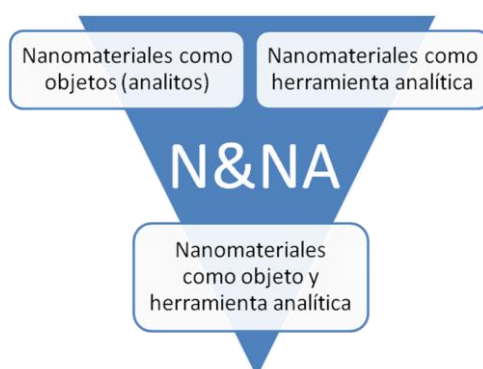 Nanomateriales como
objetos (analitos)
Nanomateriales como
herramienta analítica
N&NA
Nanomateriales
como objeto y
herramienta analítica